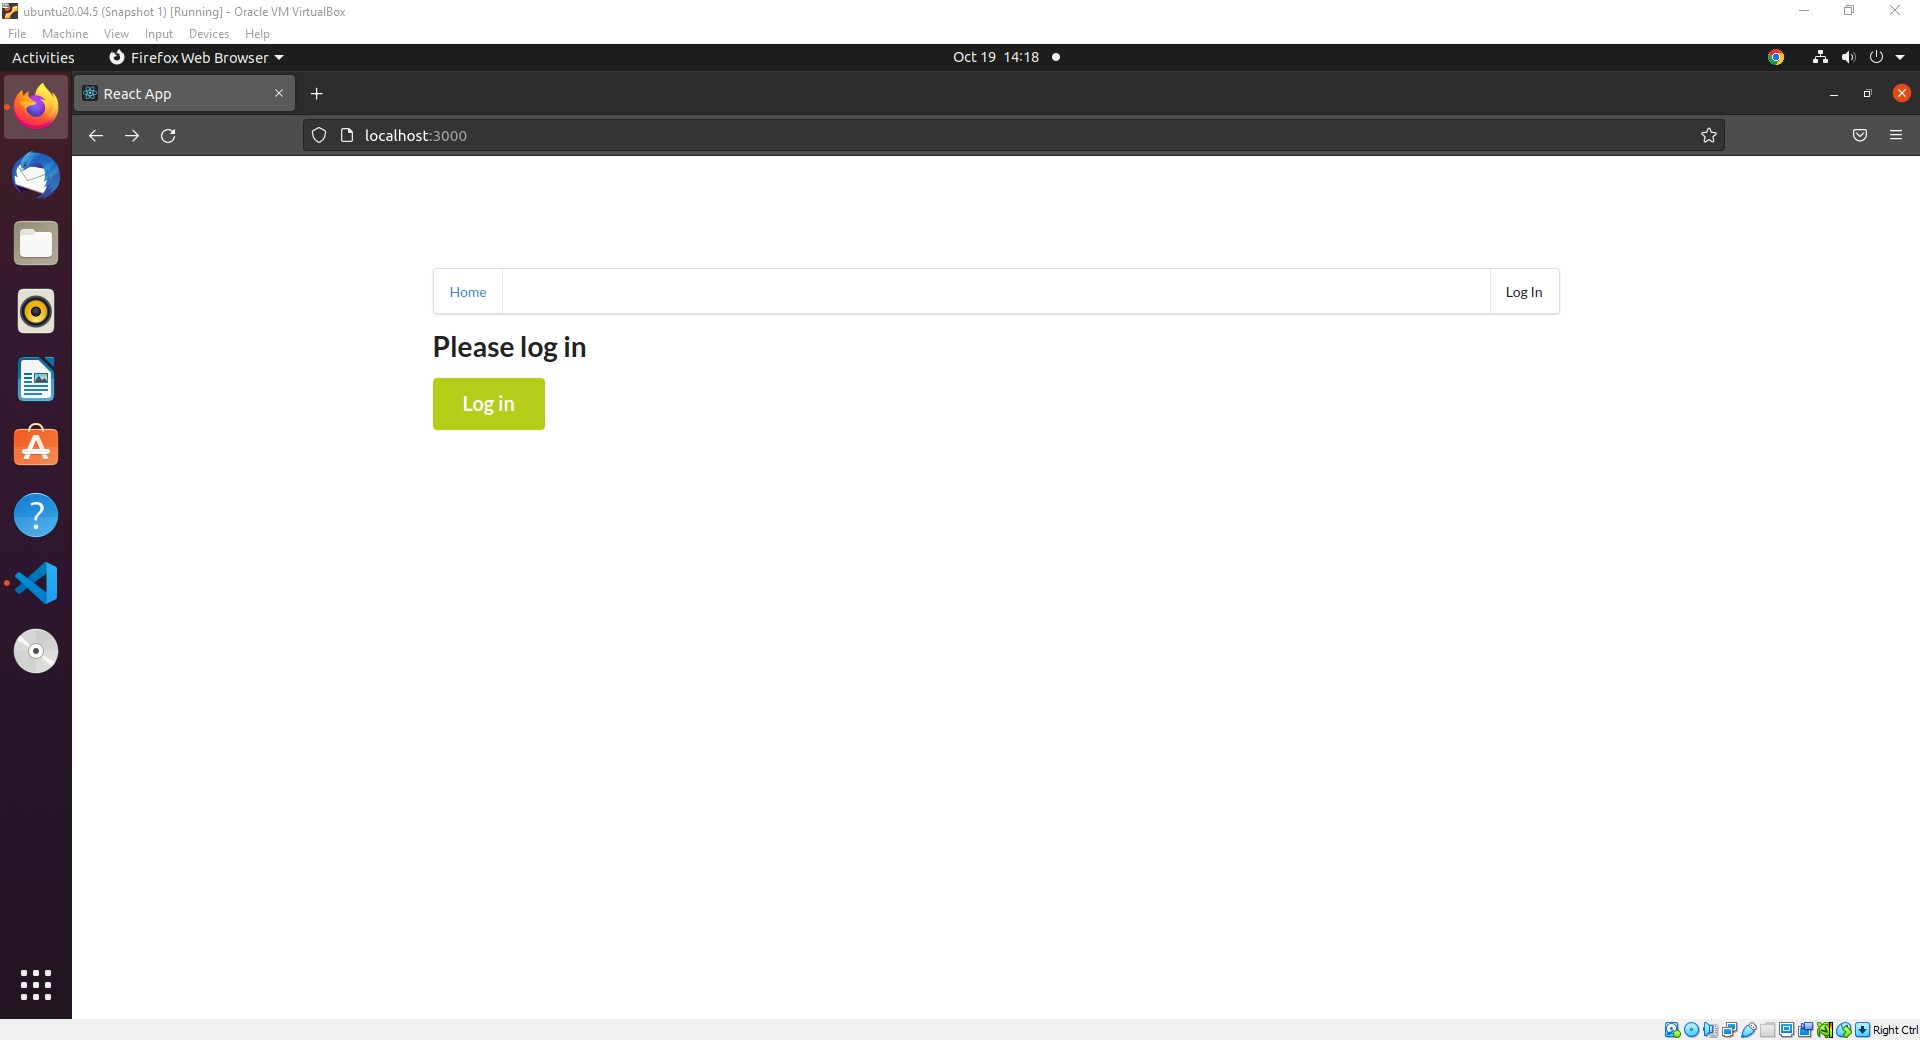 ubuntu20.04.5 (Snapshot 1) [Running] - Oracle VM VirtualBox
File Machine View Input Devices Help
Activities Firefox Web Browser Oct 19 14:18
React App
localhost:3000
Home Log In
Please log in
Log in
Right Ctrl